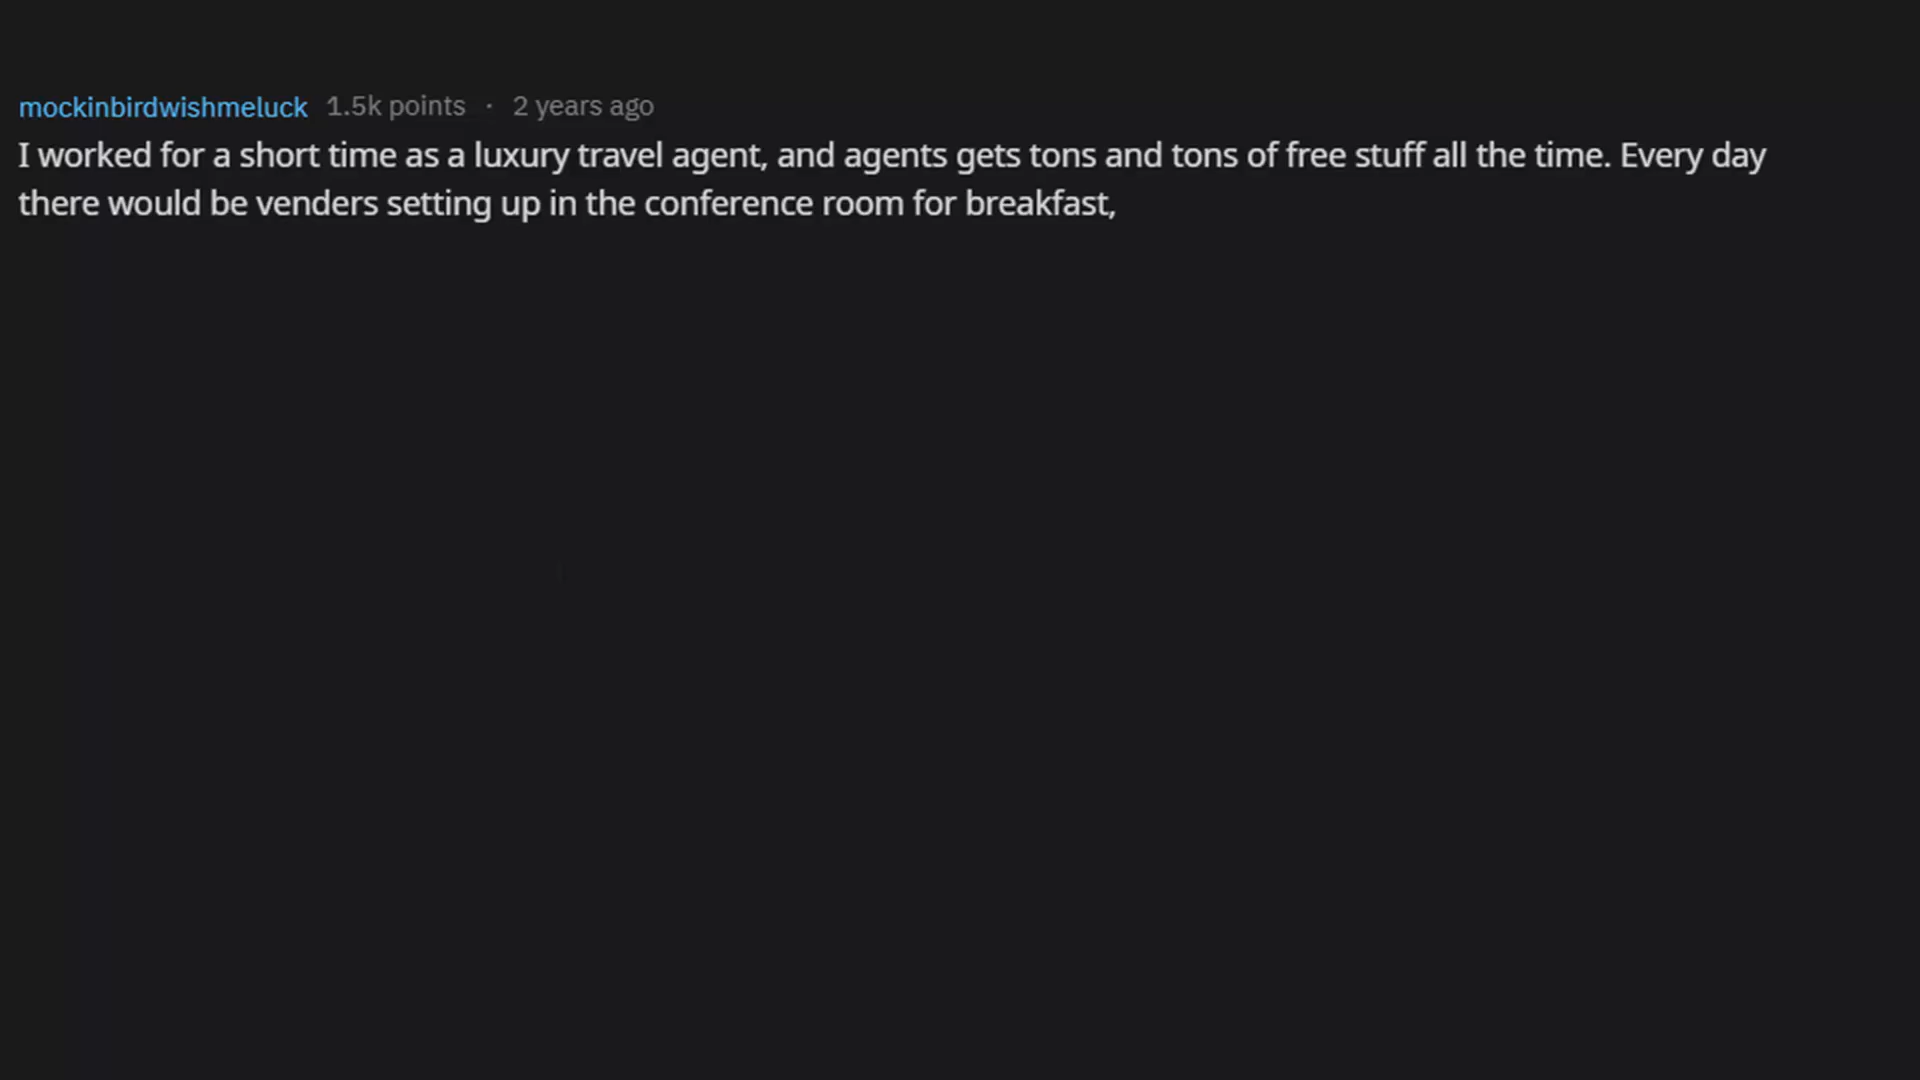 mockinbirdwishmeluck 1.5k points · 2 years ago
I worked for a short time as a luxury travel agent, and agents gets tons and tons of free stuff all the time. Every day
there would be venders setting up in the conference room for breakfast,